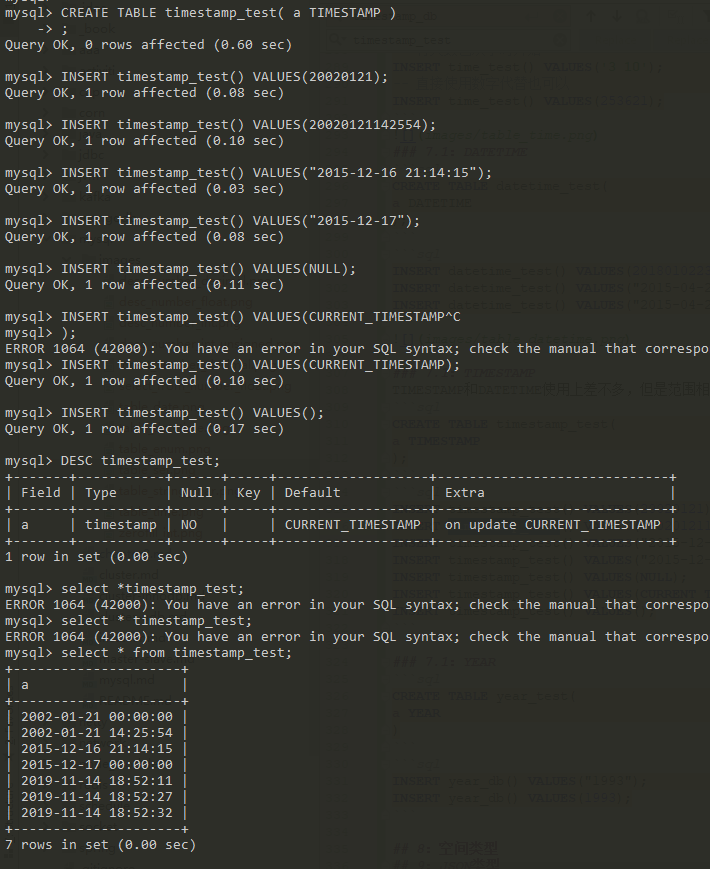 mysql> CREATE TABLE timestamp_test( a TIMESTAMP )
    -> ;
Query OK, 0 rows affected (0.60 sec)
mysql> INSERT timestamp_test() VALUES(20020121);
Query OK, 1 row affected (0.08 sec)
mysql> INSERT timestamp_test() VALUES(20020121142554);
Query OK, 1 row affected (0.10 sec)
mysql> INSERT timestamp_test() VALUES("2015-12-16 21:14:15");
Query OK, 1 row affected (0.03 sec)
mysql> INSERT timestamp_test() VALUES("2015-12-17");
Query OK, 1 row affected (0.08 sec)
mysql> INSERT timestamp_test() VALUES(NULL);
Query OK, 1 row affected (0.11 sec)
mysql> INSERT timestamp_test() VALUES(CURRENT_TIMESTAMP^C
mysql> );
ERROR 1064 (42000): You have an error in your SQL syntax; check the manual that correspo
mysql> INSERT timestamp_test() VALUES(CURRENT_TIMESTAMP);
Query OK, 1 row affected (0.10 sec)
mysql> INSERT timestamp_test() VALUES();
Query OK, 1 row affected (0.17 sec)
mysql> DESC timestamp_test;
+-------+-----------+------+-----+-------------------+-----------------------------+
| Field | Type      | Null | Key | Default           | Extra                       |
+-------+-----------+------+-----+-------------------+-----------------------------+
| a     | timestamp | NO   |     | CURRENT_TIMESTAMP | on update CURRENT_TIMESTAMP |
+-------+-----------+------+-----+-------------------+-----------------------------+
1 row in set (0.00 sec)
mysql> select *timestamp_test;
ERROR 1064 (42000): You have an error in your SQL syntax; check the manual that correspo
mysql> select * timestamp_test;
ERROR 1064 (42000): You have an error in your SQL syntax; check the manual that correspo
mysql> select * from timestamp_test;
+---------------------+
| a                   |
+---------------------+
| 2002-01-21 00:00:00 |
| 2002-01-21 14:25:54 |
| 2015-12-16 21:14:15 |
| 2015-12-17 00:00:00 |
| 2019-11-14 18:52:11 |
| 2019-11-14 18:52:27 |
| 2019-11-14 18:52:32 |
+---------------------+
7 rows in set (0.00 sec)